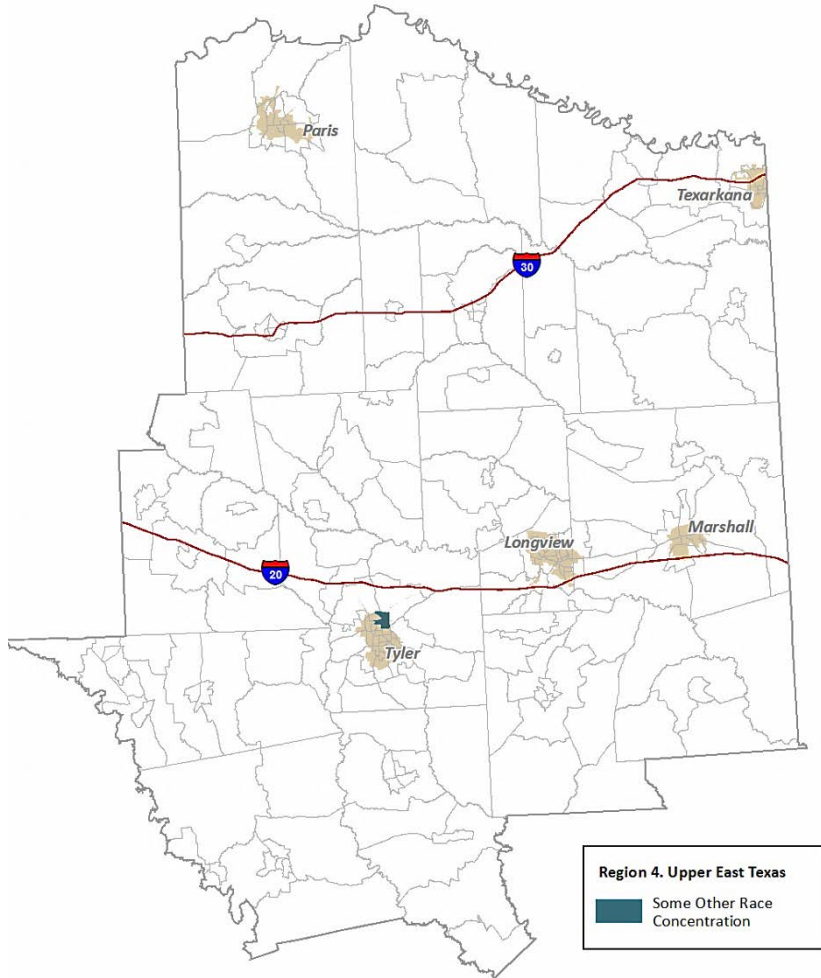 Paris
Texarkana
30
Longview
Marshall
20
Tyler
Region 4. Upper East Texas
Some Other Race
Concentration